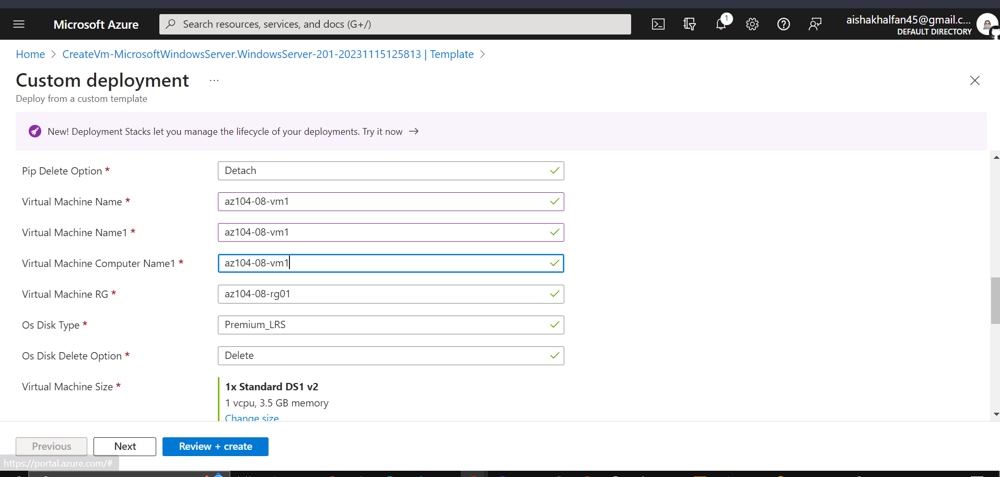 Microsoft Azure
Search resources, services, and docs (G+/)
1
aishakhalfan45@gmail.c...
DEFAULT DIRECTORY
Home > CreateVm-MicrosoftWindowsServer.WindowsServer-201-20231115125813 | Template >
Custom deployment ...
Deploy from a custom template
New! Deployment Stacks let you manage the lifecycle of your deployments. Try it now →
Pip Delete Option * Detach
Virtual Machine Name * az104-08-vm1
Virtual Machine Name1 * az104-08-vm1
Virtual Machine Computer Name1 * az104-08-vm1
Virtual Machine RG * az104-08-rg01
Os Disk Type * Premium_LRS
Os Disk Delete Option * Delete
Virtual Machine Size * 1x Standard DS1 v2
1 vcpu, 3.5 GB memory
Change size
Previous Next Review + create
https://portal.azure.com/#